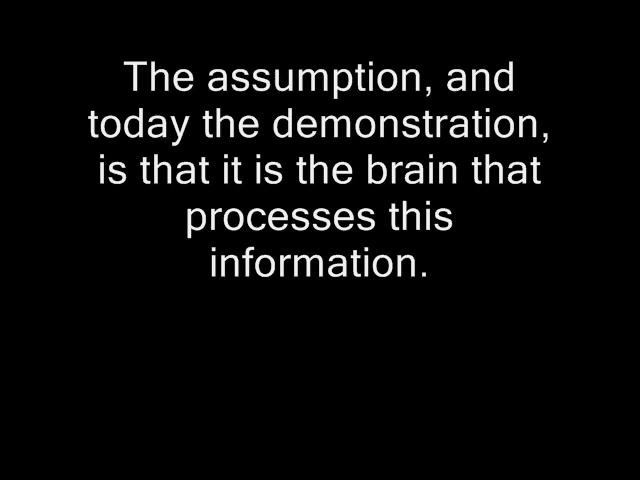 The assumption, and
today the demonstration,
is that it is the brain that
processes this
information.